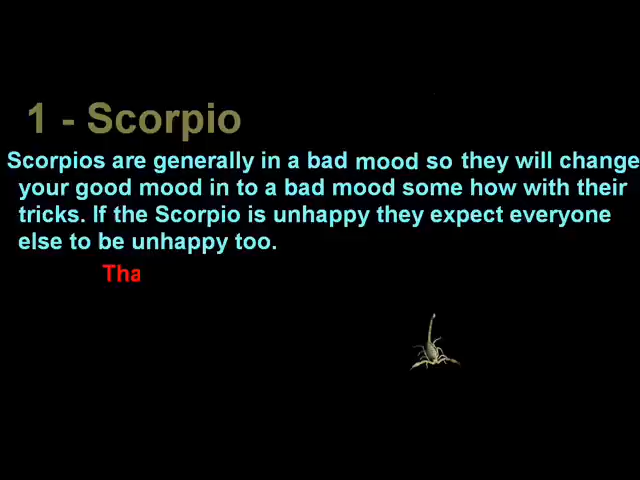 1 - Scorpio
Scorpios are generally in a bad mood so they will change
your good mood in to a bad mood some how with their
tricks. If the Scorpio is unhappy they expect everyone
else to be unhappy too.
Tha